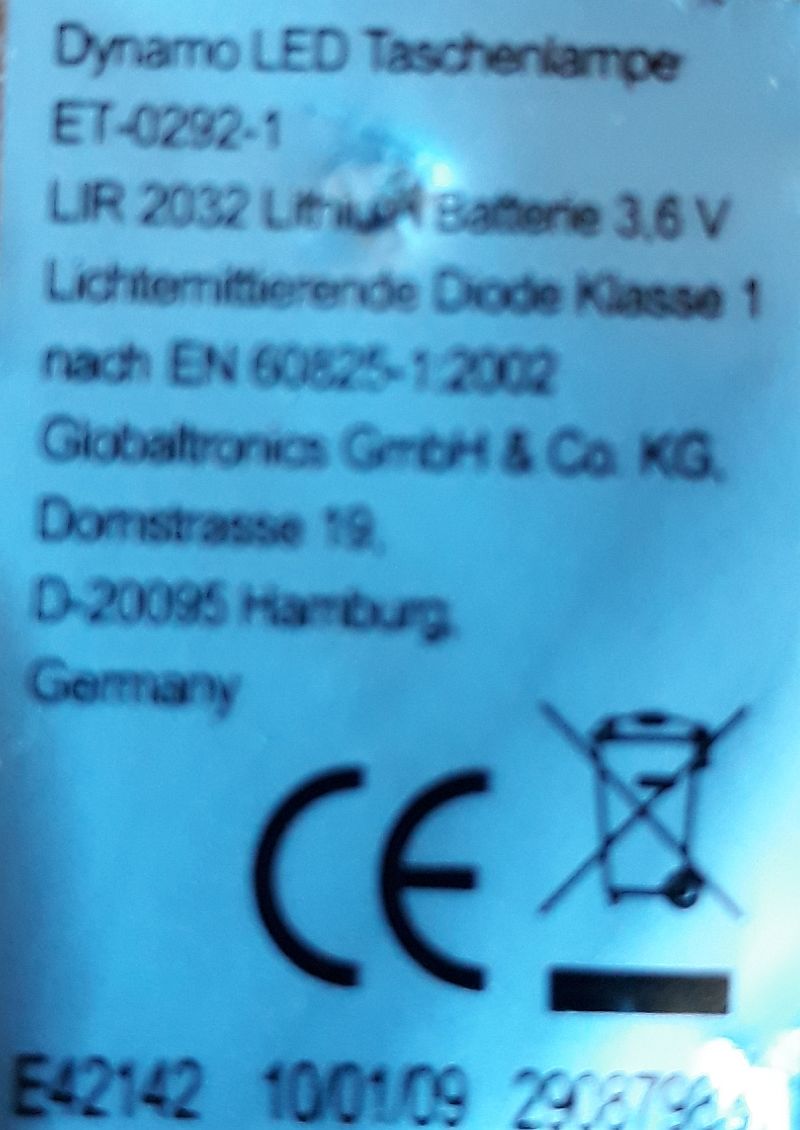 Dynamo LED Taschenlampe
ET-0292-1
LIR 2032 Lithium Batterie 3,6 V
Lichtemittierende Diode Klasse 1
nach EN 60825-1:2002
Globaltronics GmbH & Co. KG,
Domstrasse 19,
D-20095 Hamburg,
Germany
CE
E42142 10/01/09